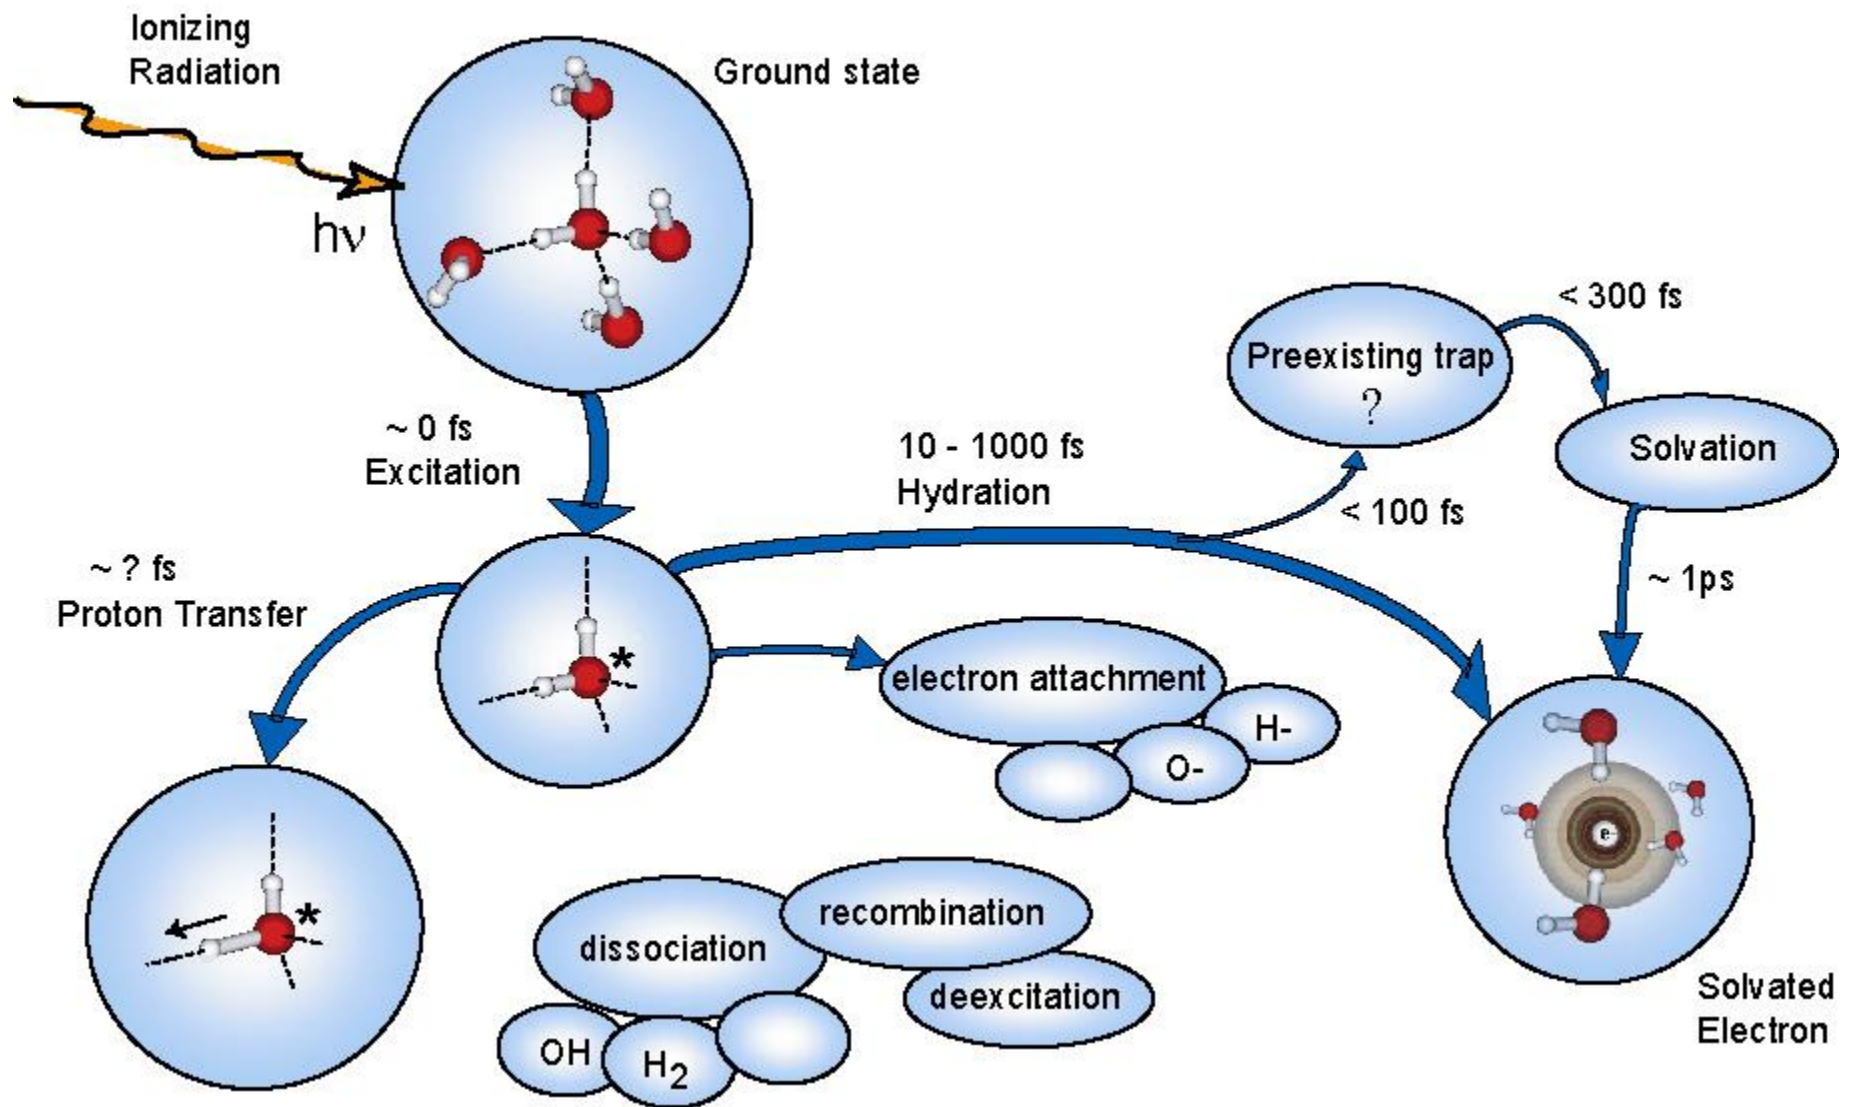 Ionizing
Radiation
Ground state
hν
~ 0 fs
Excitation
10 - 1000 fs
Hydration
Preexisting trap
?
< 300 fs
Solvation
< 100 fs
~ 1ps
~ ? fs
Proton Transfer
*
electron attachment
H-
O-
*
e-
dissociation
recombination
deexcitation
OH
H2
Solvated
Electron